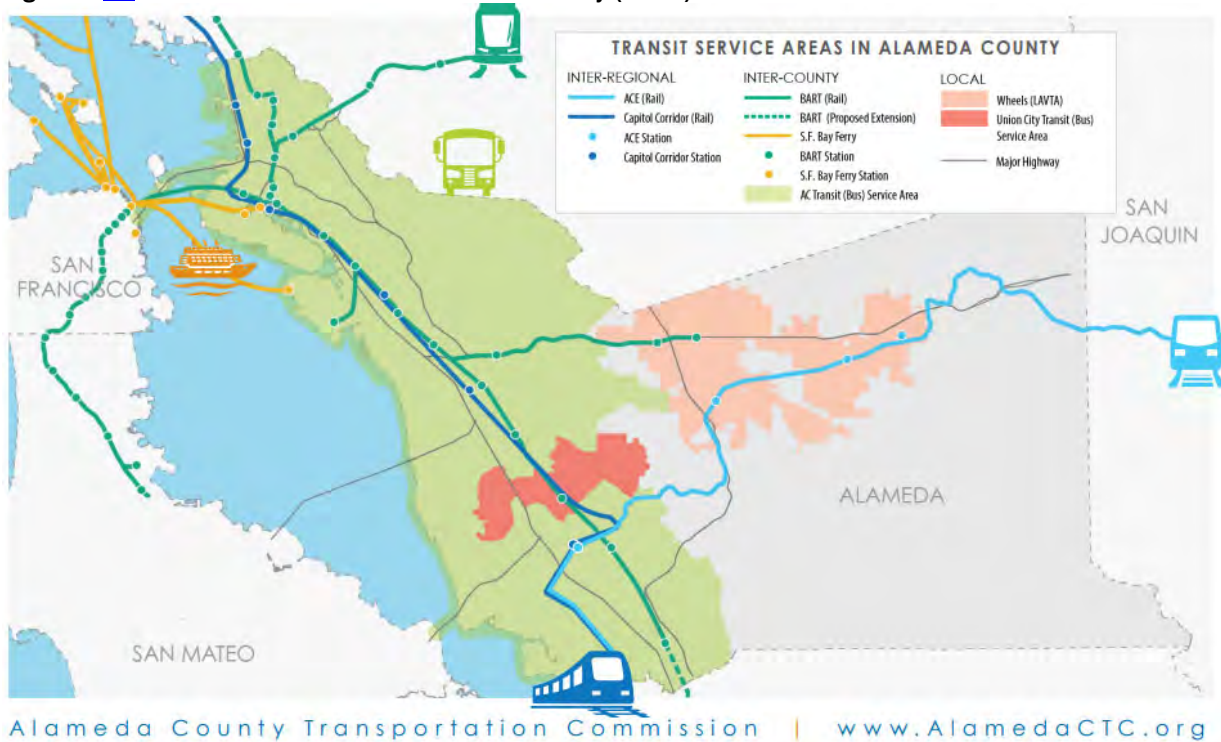 TRANSIT SERVICE AREAS IN ALAMEDA COUNTY
INTER-REGIONAL
ACE (Rail)
Capitol Corridor (Rail)
ACE Station
Capitol Corridor Station
INTER-COUNTY
BART (Rail)
BART (Proposed Extension)
S.F. Bay Ferry
BART Station
S.F. Bay Ferry Station
AC Transit (Bus) Service Area
LOCAL
Wheels (LAVTA)
Union City Transit (Bus)
Service Area
Major Highway
SAN
JOAQUIN
SAN
FRANCISCO
ALAMEDA
SAN MATEO
Alameda County Transportation Commission | www.AlamedaCTC.org